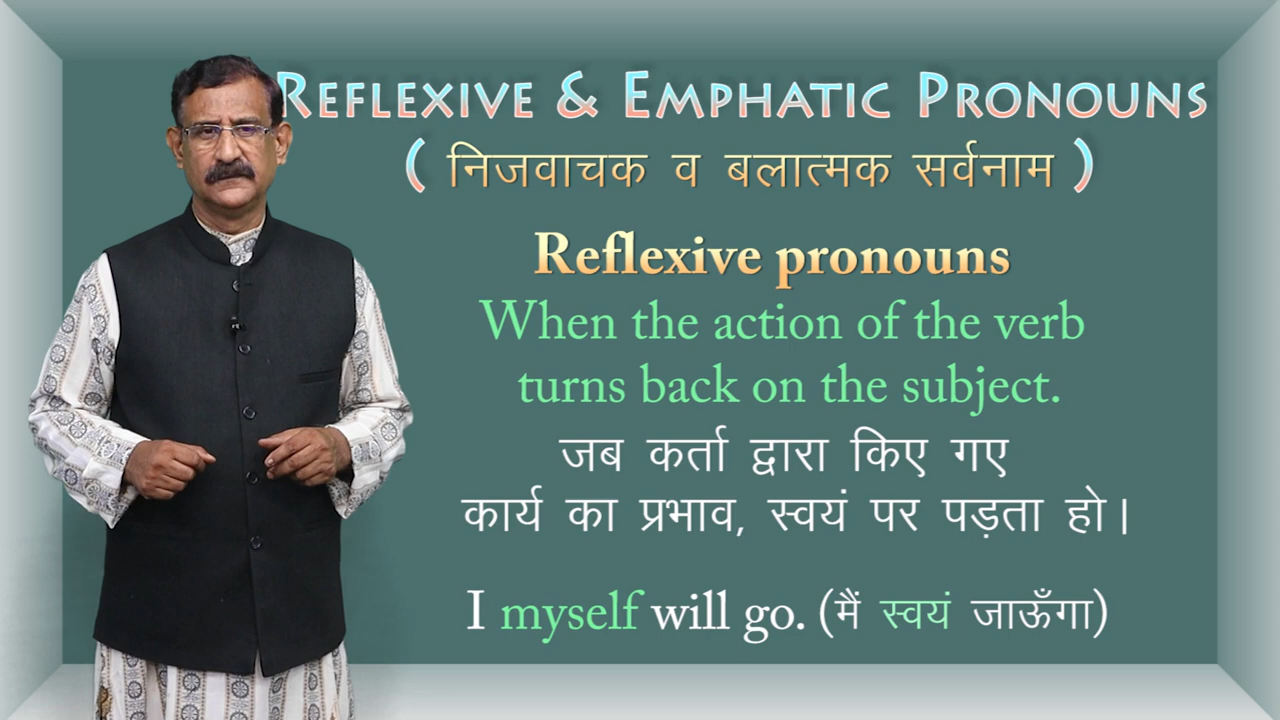 REFLEXIVE & EMPHATIC PRONOUNS
( निजवाचक व बलात्मक सर्वनाम )
Reflexive pronouns
When the action of the verb
turns back on the subject.
जब कर्ता द्वारा किए गए
कार्य का प्रभाव, स्वयं पर पड़ता हो।
I myself will go. (मैं स्वयं जाऊँगा)